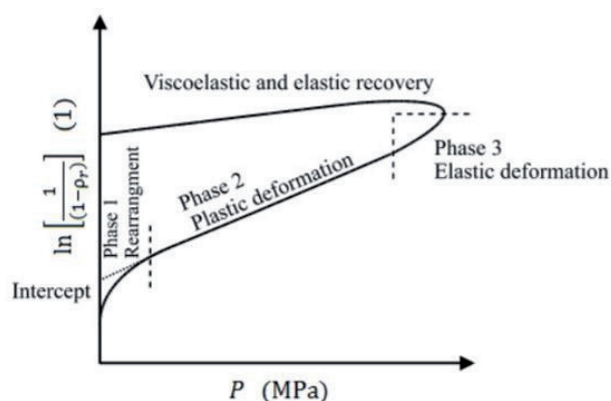 Viscoelastic and elastic recovery
ln [1/(1-ρr)] (1)
Phase 1
Rearrangment
Phase 2
Plastic deformation
Phase 3
Elastic deformation
Intercept
P (MPa)